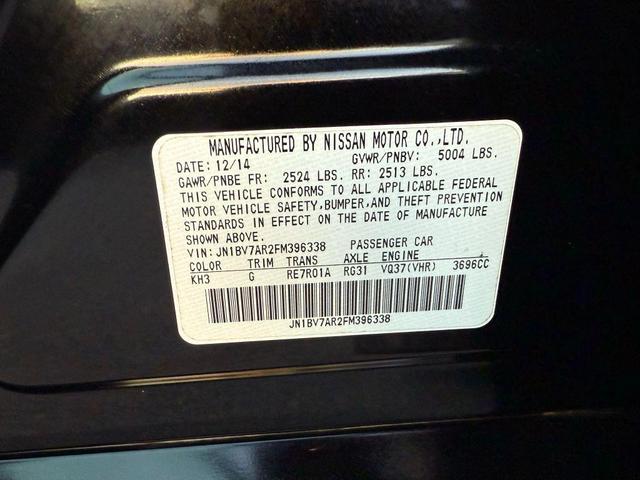 MANUFACTURED BY NISSAN MOTOR CO.,LTD.
DATE: 12/14 GVWR/PNBV: 5004 LBS.
GAWR/PNBE FR: 2524 LBS. RR: 2513 LBS.
THIS VEHICLE CONFORMS TO ALL APPLICABLE FEDERAL
MOTOR VEHICLE SAFETY,BUMPER,AND THEFT PREVENTION
STANDARDS IN EFFECT ON THE DATE OF MANUFACTURE
SHOWN ABOVE.
VIN: JN1BV7AR2FM396338 PASSENGER CAR
COLOR TRIM TRANS AXLE ENGINE
KH3 G RE7R01A RG31 VQ37(VHR) 3696CC
JN1BV7AR2FM396338